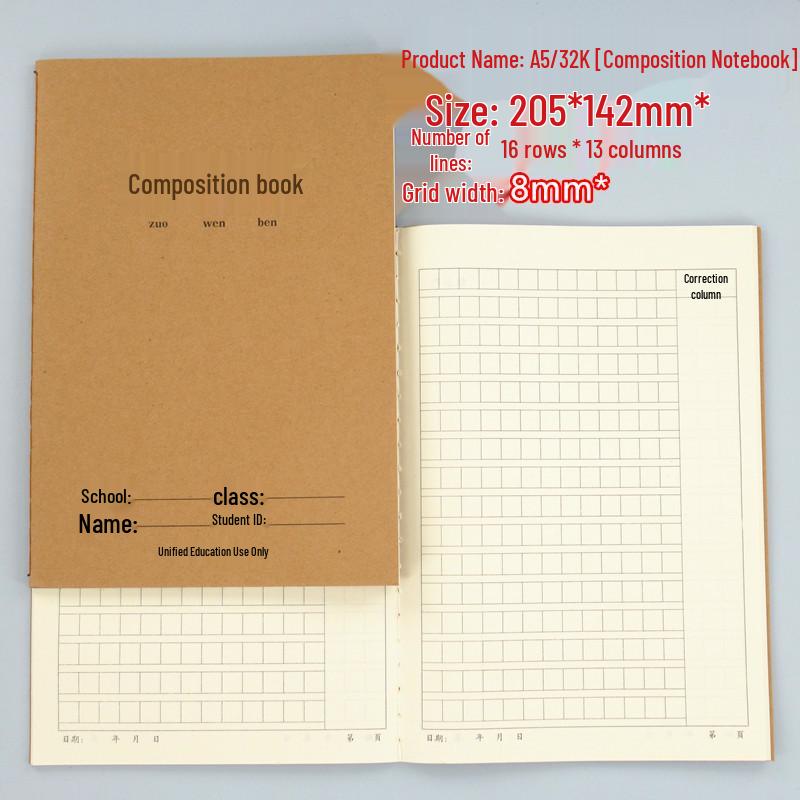 Product Name: A5/32K [Composition Notebook]
Size: 205*142mm*
Number of lines: 16 rows * 13 columns
Grid width: 8mm*
Composition book
zuo wen ben
School: class:
Name: Student ID:
Unified Education Use Only
Correction
column
日期: 年 月 日 第 頁
日期: 年 月 日 第 頁